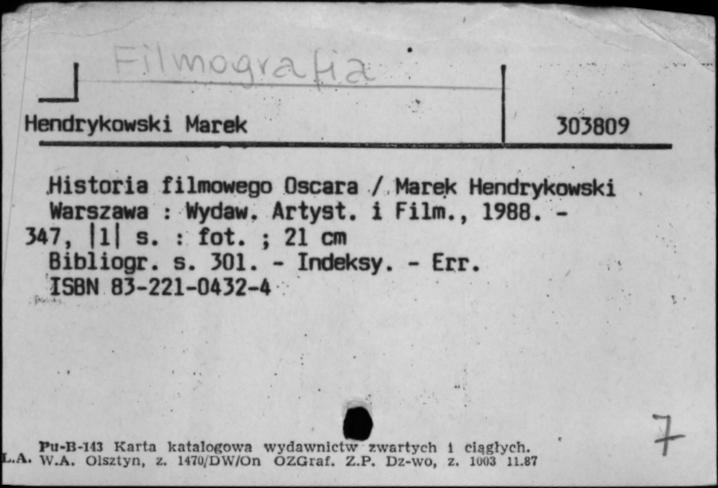 Filmografia
Hendrykowski Marek 303809
Historia filmowego Oscara / Marek Hendrykowski
Warszawa : Wydaw. Artyst. i Film., 1988. -
347, |1| s. : fot. ; 21 cm
Bibliogr. s. 301. - Indeksy. - Err.
ISBN 83-221-0432-4
7
Pu-B-143 Karta katalogowa wydawnictw zwartych i ciągłych.
L.A. W.A. Olsztyn, z. 1470/DW/On OZGraf. Z.P. Dz-wo, z. 1003 11.87